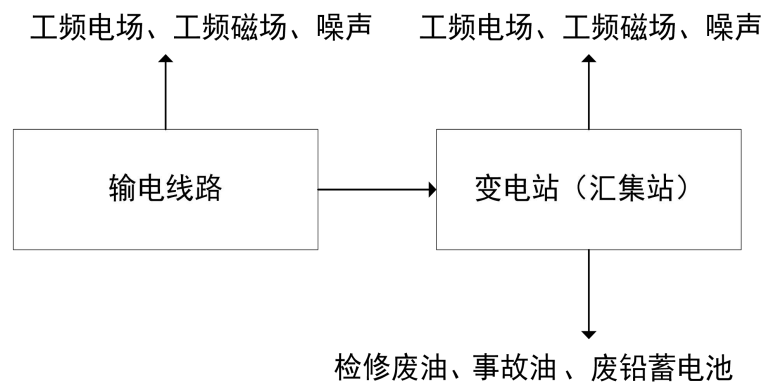 工频电场、工频磁场、噪声
工频电场、工频磁场、噪声
输电线路
变电站（汇集站）
检修废油、事故油、废铅蓄电池